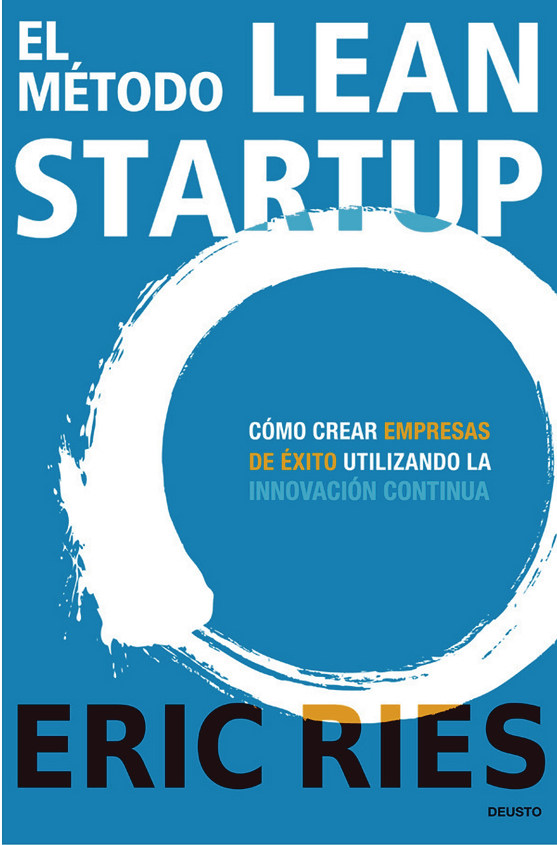 EL
MÉTODO LEAN
STARTUP
CÓMO CREAR EMPRESAS
DE ÉXITO UTILIZANDO LA
INNOVACIÓN CONTINUA
ERIC RIES
DEUSTO